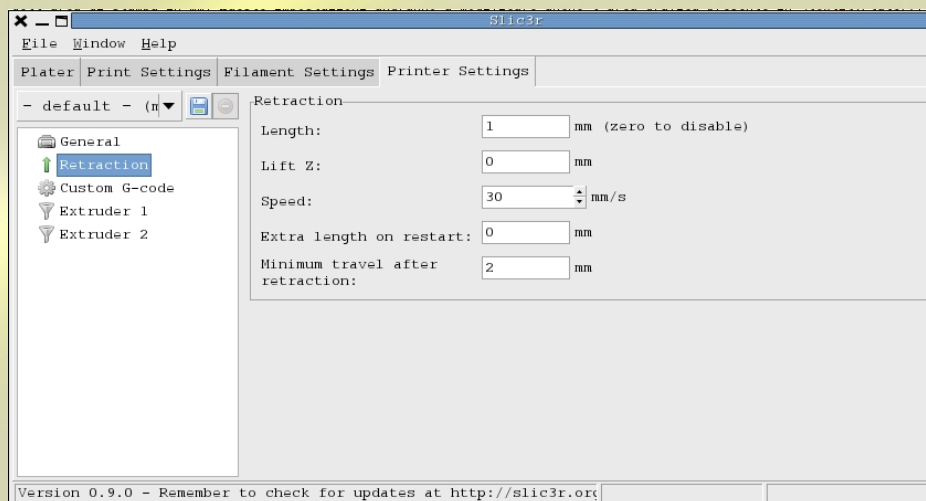 Slic3r
File Window Help
Plater Print Settings Filament Settings Printer Settings
- default - (m
General
Retraction
Custom G-code
Extruder 1
Extruder 2
Retraction
Length: 1 mm (zero to disable)
Lift Z: 0 mm
Speed: 30 mm/s
Extra length on restart: 0 mm
Minimum travel after
retraction: 2 mm
Version 0.9.0 - Remember to check for updates at http://slic3r.org